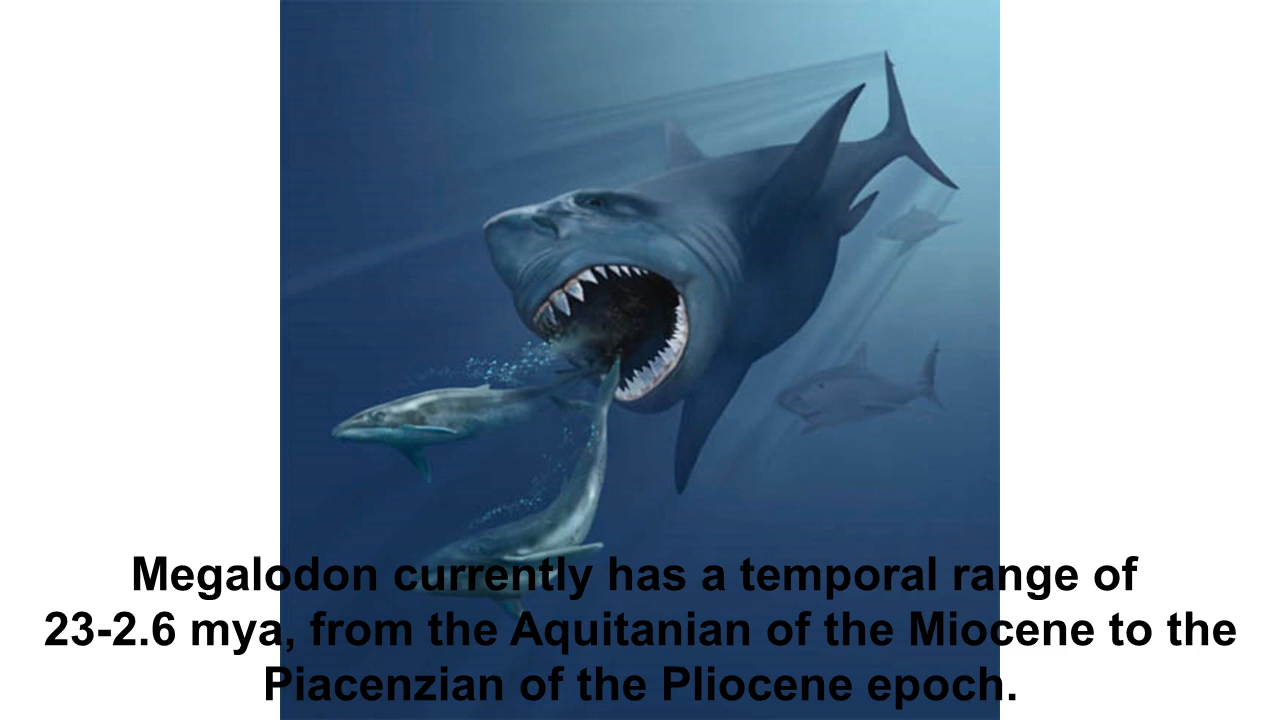 Megalodon currently has a temporal range of
23-2.6 mya, from the Aquitanian of the Miocene to the
Piacenzian of the Pliocene epoch.